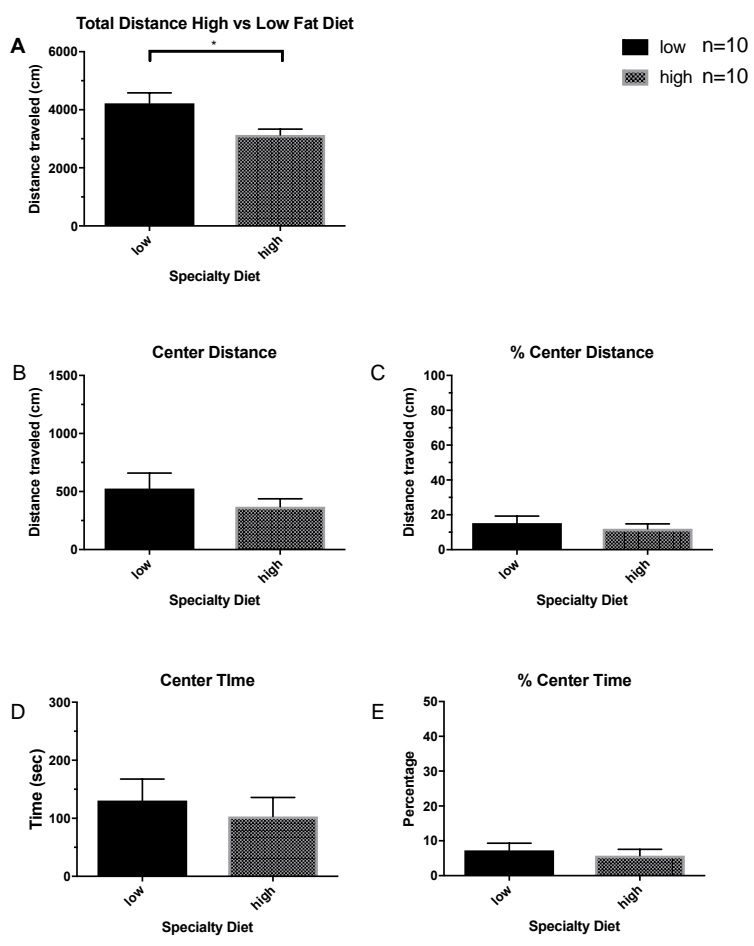 Total Distance High vs Low Fat Diet
A
*
6000
4000
2000
0
Distance traveled (cm)
low
high
Specialty Diet
low n=10
high n=10
Center Distance
B
1500
1000
500
0
Distance traveled (cm)
low
high
Specialty Diet
% Center Distance
C
100
80
60
40
20
0
Distance traveled (cm)
low
high
Specialty Diet
Center TIme
D
300
200
100
0
Time (sec)
low
high
Specialty Diet
% Center Time
E
50
40
30
20
10
0
Percentage
low
high
Specialty Diet